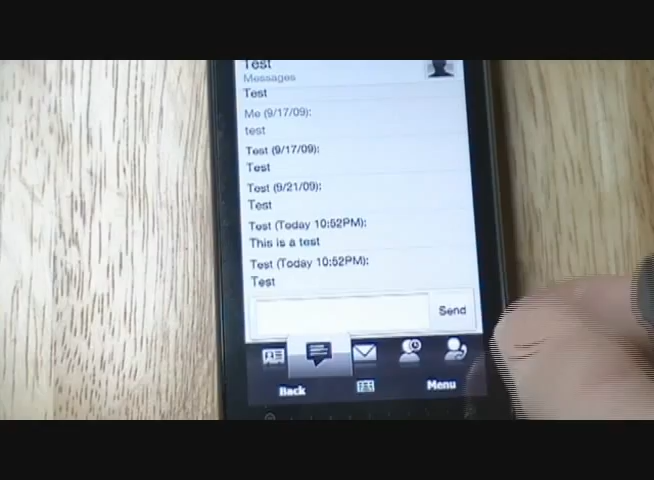 Test
Messages
Test
Me (9/17/09):
test
Test (9/17/09):
Test
Test (9/21/09):
Test
Test (Today 10:52PM):
This is a test
Test (Today 10:52PM):
Test
Send
Back
Menu